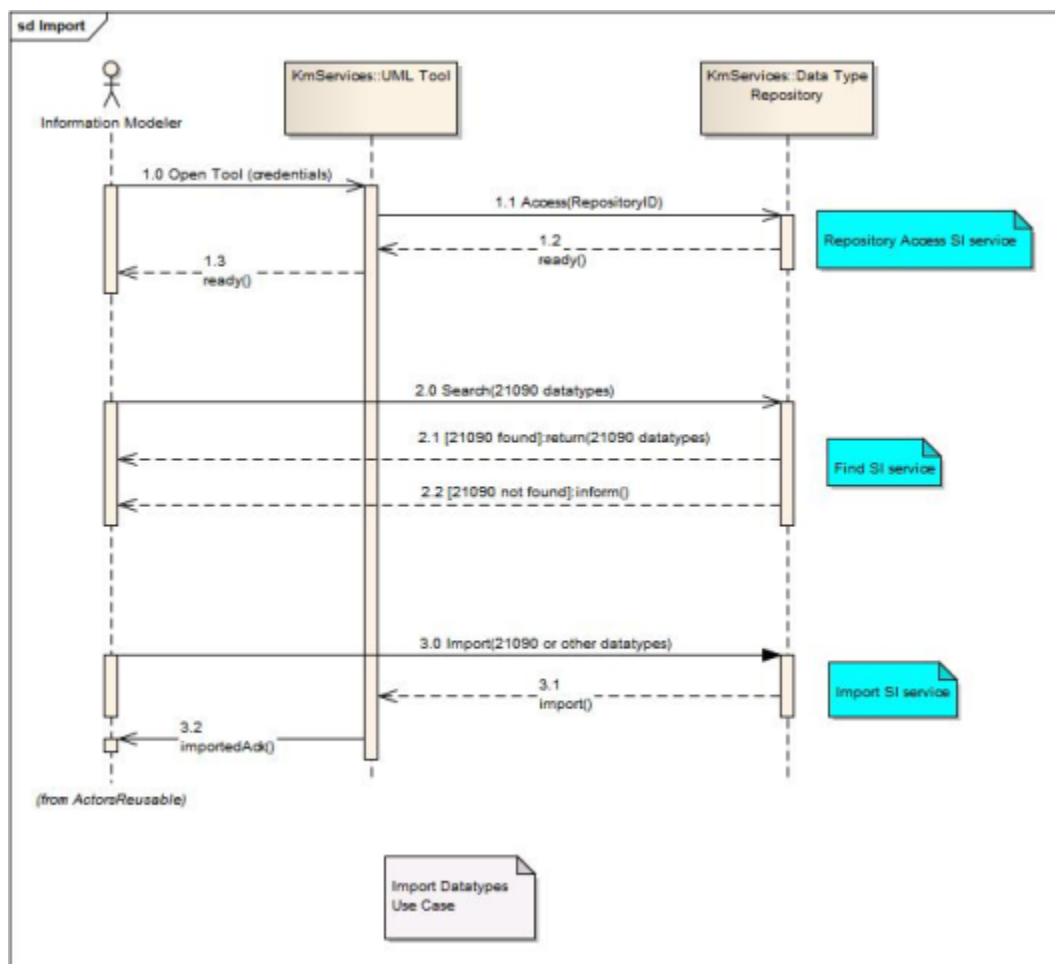 sd Import
KmServices::UML Tool
KmServices::Data Type
Repository
Information Modeler
1.0 Open Tool (credentials)
1.1 Access(RepositoryID)
Repository Access SI service
1.2
ready()
1.3
ready()
2.0 Search(21090 datatypes)
2.1 [21090 found]:return(21090 datatypes)
Find SI service
2.2 [21090 not found]:inform()
3.0 Import(21090 or other datatypes)
3.1
import()
Import SI service
3.2
importedAck()
(from ActorsReusable)
Import Datatypes
Use Case